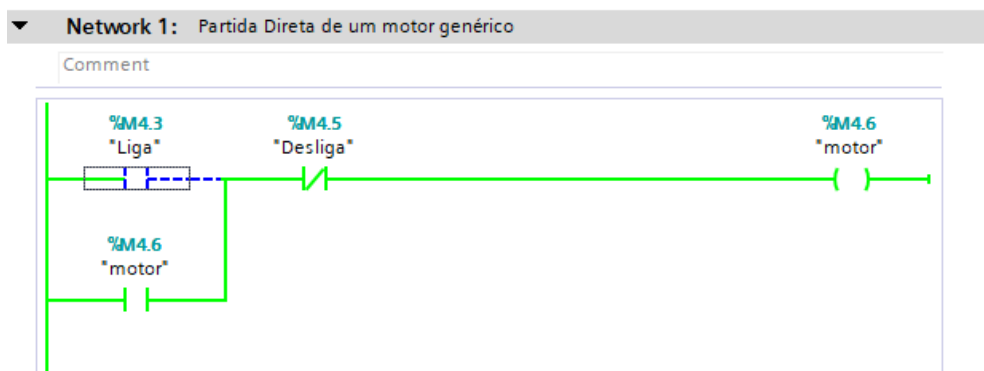 Network 1: Partida Direta de um motor genérico
Comment
%M4.3 %M4.5 %M4.6
"Liga" "Desliga" "motor"
%M4.6
"motor"